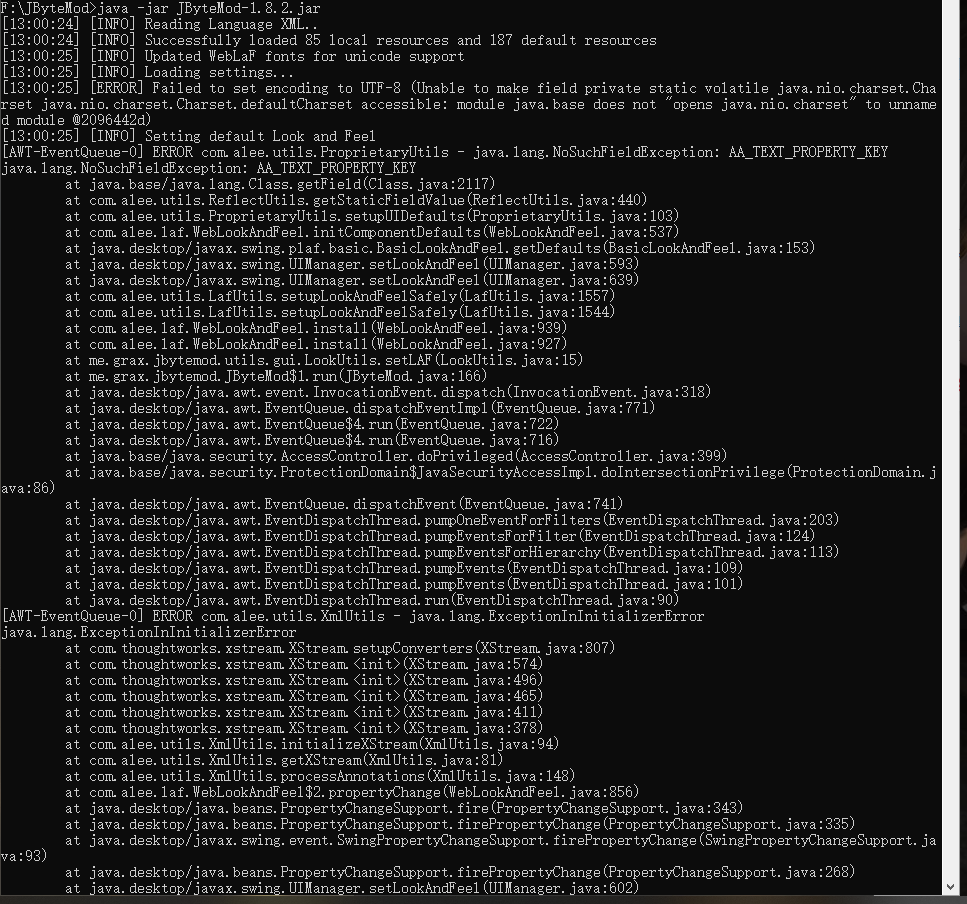 F:\JByteMod>java -jar JByteMod-1.8.2.jar
[13:00:24] [INFO] Reading Language XML..
[13:00:24] [INFO] Successfully loaded 85 local resources and 187 default resources
[13:00:25] [INFO] Updated WebLaF fonts for unicode support
[13:00:25] [INFO] Loading settings...
[13:00:25] [ERROR] Failed to set encoding to UTF-8 (Unable to make field private static volatile java.nio.charset.Cha
rset java.nio.charset.Charset.defaultCharset accessible: module java.base does not "opens java.nio.charset" to unname
d module @2096442d)
[13:00:25] [INFO] Setting default Look and Feel
[AWT-EventQueue-0] ERROR com.alee.utils.ProprietaryUtils - java.lang.NoSuchFieldException: AA_TEXT_PROPERTY_KEY
java.lang.NoSuchFieldException: AA_TEXT_PROPERTY_KEY
at java.base/java.lang.Class.getField(Class.java:2117)
at com.alee.utils.ReflectUtils.getStaticFieldValue(ReflectUtils.java:440)
at com.alee.utils.ProprietaryUtils.setupUIDefaults(ProprietaryUtils.java:103)
at com.alee.laf.WebLookAndFeel.initComponentDefaults(WebLookAndFeel.java:537)
at java.desktop/javax.swing.plaf.basic.BasicLookAndFeel.getDefaults(BasicLookAndFeel.java:153)
at java.desktop/javax.swing.UIManager.setLookAndFeel(UIManager.java:593)
at java.desktop/javax.swing.UIManager.setLookAndFeel(UIManager.java:639)
at com.alee.utils.LafUtils.setupLookAndFeelSafely(LafUtils.java:1557)
at com.alee.utils.LafUtils.setupLookAndFeelSafely(LafUtils.java:1544)
at com.alee.laf.WebLookAndFeel.install(WebLookAndFeel.java:939)
at com.alee.laf.WebLookAndFeel.install(WebLookAndFeel.java:927)
at me.grax.jbytemod.utils.gui.LookUtils.setLAF(LookUtils.java:15)
at me.grax.jbytemod.JByteMod$1.run(JByteMod.java:166)
at java.desktop/java.awt.event.InvocationEvent.dispatch(InvocationEvent.java:318)
at java.desktop/java.awt.EventQueue.dispatchEventImpl(EventQueue.java:771)
at java.desktop/java.awt.EventQueue$4.run(EventQueue.java:722)
at java.desktop/java.awt.EventQueue$4.run(EventQueue.java:716)
at java.base/java.security.AccessController.doPrivileged(AccessController.java:399)
at java.base/java.security.ProtectionDomain$JavaSecurityAccessImpl.doIntersectionPrivilege(ProtectionDomain.j
ava:86)
at java.desktop/java.awt.EventQueue.dispatchEvent(EventQueue.java:741)
at java.desktop/java.awt.EventDispatchThread.pumpOneEventForFilters(EventDispatchThread.java:203)
at java.desktop/java.awt.EventDispatchThread.pumpEventsForFilter(EventDispatchThread.java:124)
at java.desktop/java.awt.EventDispatchThread.pumpEventsForHierarchy(EventDispatchThread.java:113)
at java.desktop/java.awt.EventDispatchThread.pumpEvents(EventDispatchThread.java:109)
at java.desktop/java.awt.EventDispatchThread.pumpEvents(EventDispatchThread.java:101)
at java.desktop/java.awt.EventDispatchThread.run(EventDispatchThread.java:90)
[AWT-EventQueue-0] ERROR com.alee.utils.XmlUtils - java.lang.ExceptionInInitializerError
java.lang.ExceptionInInitializerError
at com.thoughtworks.xstream.XStream.setupConverters(XStream.java:807)
at com.thoughtworks.xstream.XStream.<init>(XStream.java:574)
at com.thoughtworks.xstream.XStream.<init>(XStream.java:496)
at com.thoughtworks.xstream.XStream.<init>(XStream.java:465)
at com.thoughtworks.xstream.XStream.<init>(XStream.java:411)
at com.thoughtworks.xstream.XStream.<init>(XStream.java:378)
at com.alee.utils.XmlUtils.initializeXStream(XmlUtils.java:94)
at com.alee.utils.XmlUtils.getXStream(XmlUtils.java:81)
at com.alee.utils.XmlUtils.processAnnotations(XmlUtils.java:148)
at com.alee.laf.WebLookAndFeel$2.propertyChange(WebLookAndFeel.java:856)
at java.desktop/java.beans.PropertyChangeSupport.fire(PropertyChangeSupport.java:343)
at java.desktop/java.beans.PropertyChangeSupport.firePropertyChange(PropertyChangeSupport.java:335)
at java.desktop/javax.swing.event.SwingPropertyChangeSupport.firePropertyChange(SwingPropertyChangeSupport.ja
va:93)
at java.desktop/java.beans.PropertyChangeSupport.firePropertyChange(PropertyChangeSupport.java:268)
at java.desktop/javax.swing.UIManager.setLookAndFeel(UIManager.java:602)